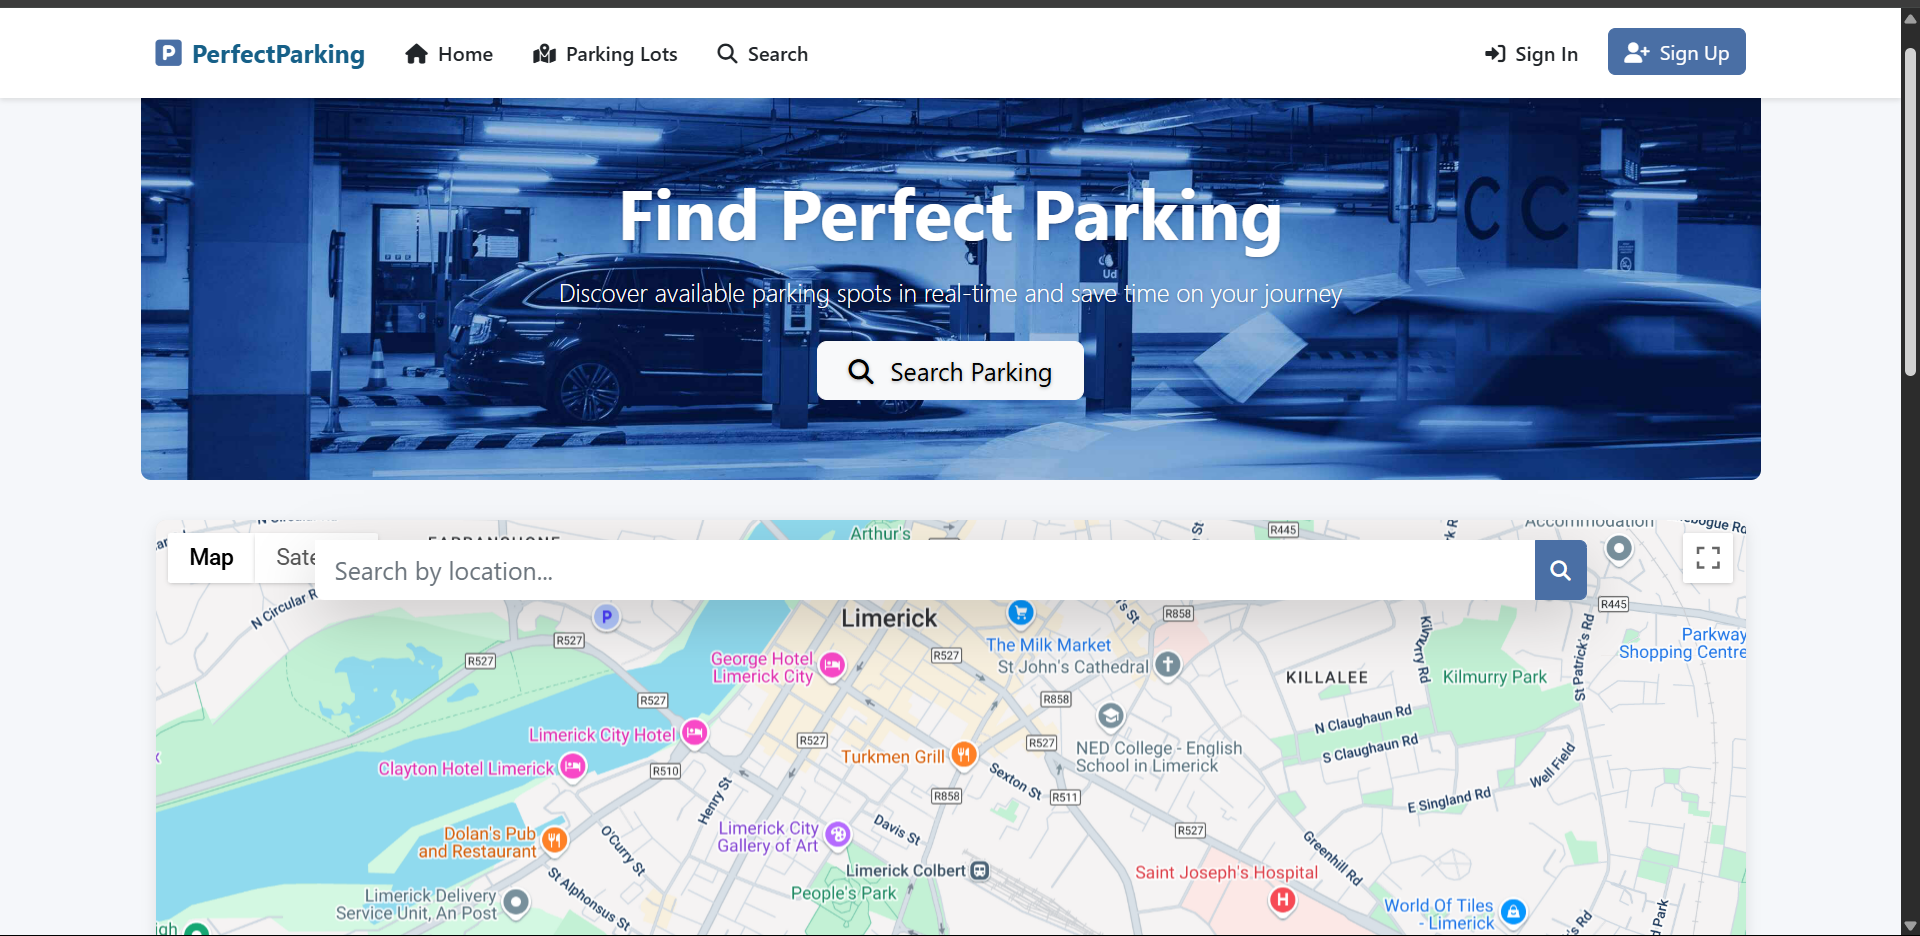 P PerfectParking Home Parking Lots Search Sign In Sign Up
CC
Find Perfect Parking
Ud
Discover available parking spots in real-time and save time on your journey
Search Parking
Accommodation
Arthur's
R445
Map
Search by location...
N Circular R
R445
Limerick
R858
P
R527
The Milk Market
Parkway
Shopping Centre
George Hotel
Limerick City
R527
R527
St John's Cathedral
KILLALEE
Kilmurry Rd
Kilmurry Park
St Patrick's Rd
R527
R858
Limerick City Hotel
R527
Turkmen Grill
R527
NED College - English
School in Limerick
N Claughaun Rd
S Claughaun Rd
Well Field
Clayton Hotel Limerick
R510
Henry St
Sexton St
R858
R511
E Singland Rd
Dolan's Pub
and Restaurant
O'Curry St
Limerick City
Gallery of Art
Davis St
R527
Greenhill Rd
Limerick Colbert
Saint Joseph's Hospital
People's Park
Limerick Delivery
Service Unit, An Post
St Alphonsus St
H
World Of Tiles
- Limerick